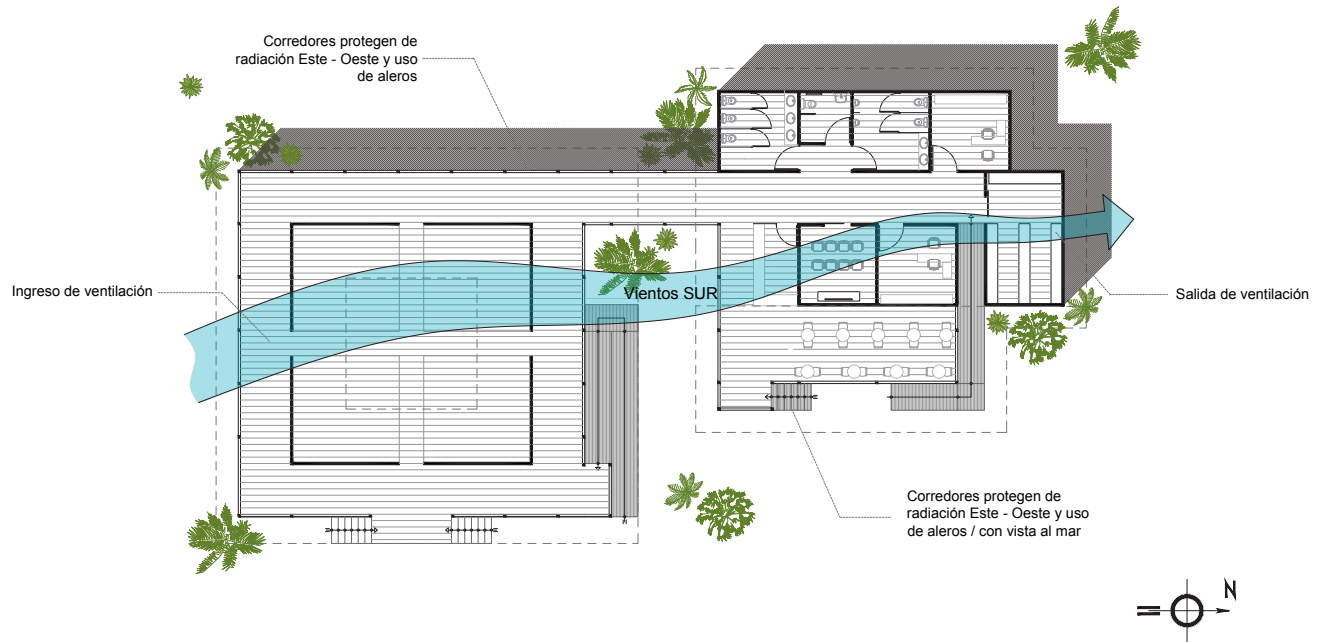 Corredores protegen de
radiación Este - Oeste y uso
de aleros
Ingreso de ventilación
Vientos SUR
Salida de ventilación
Corredores protegen de
radiación Este - Oeste y uso
de aleros / con vista al mar
N